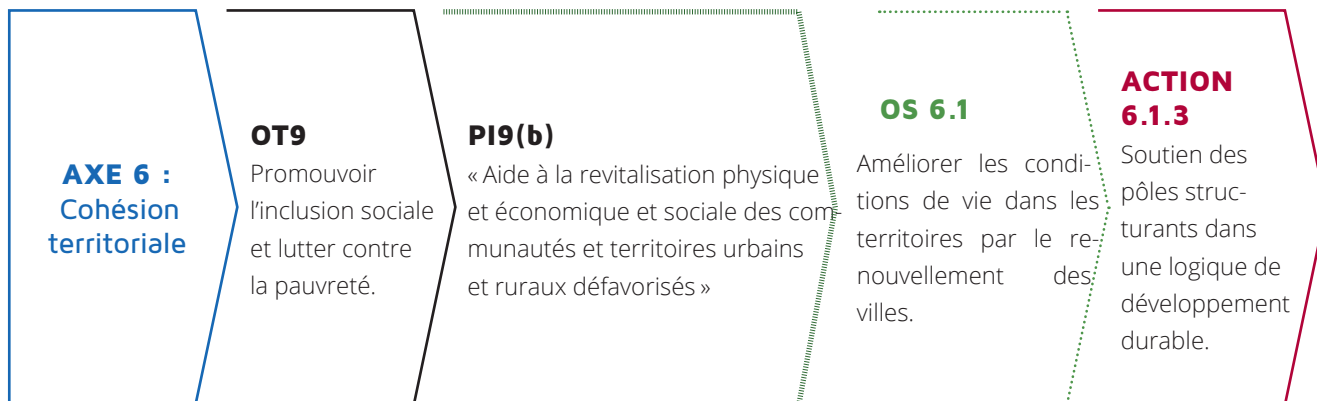 AXE 6 :
Cohésion
territoriale
OT9
Promouvoir
l’inclusion sociale
et lutter contre
la pauvreté.
PI9(b)
« Aide à la revitalisation physique
et économique et sociale des com-
munautés et territoires urbains
et ruraux défavorisés »
OS 6.1
Améliorer les condi-
tions de vie dans les
territoires par le re-
nouvellement des
villes.
ACTION
6.1.3
Soutien des
pôles struc-
turants dans
une logique de
développement
durable.